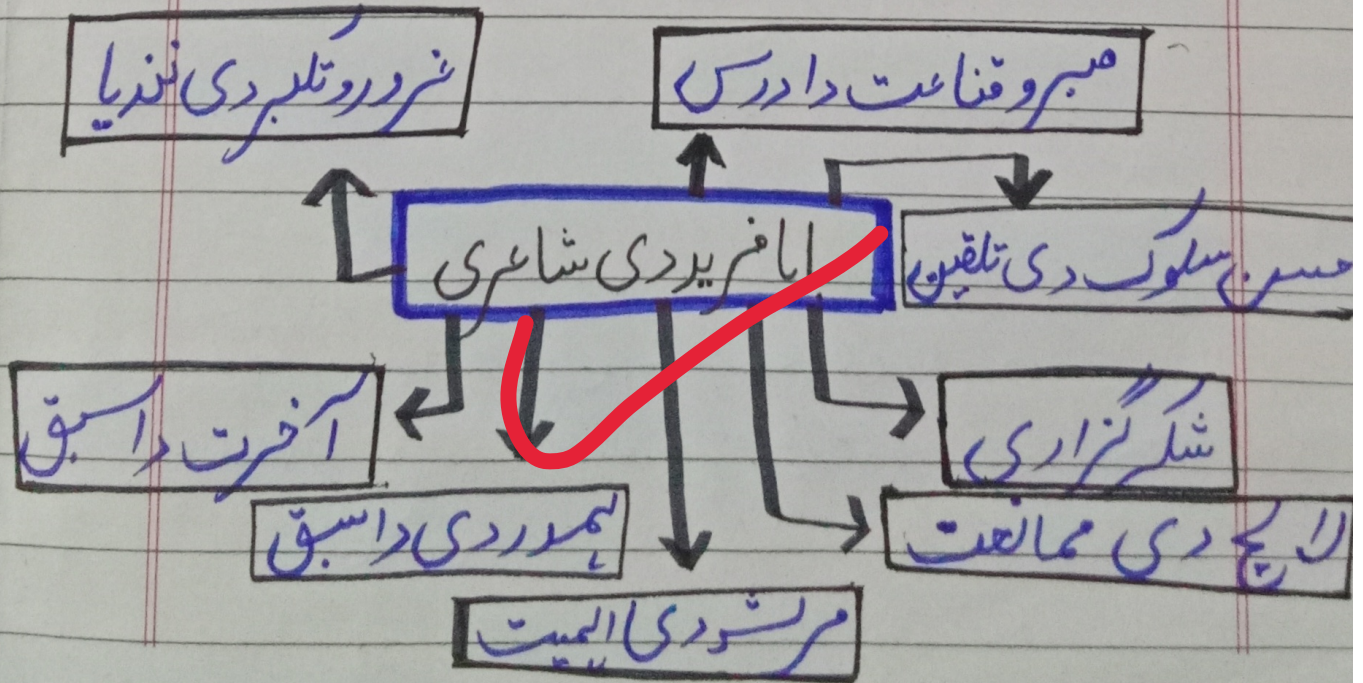 صبر و قناعت دا درس
غرور و تکبر دی نندیا
بابا فرید دی شاعری
حسن سلوک دی تلقین
شکر گزاری
آخرت دا سبق
لالچ دی ممانعت
ہمدردی دا سبق
مرشد دی اہمیت